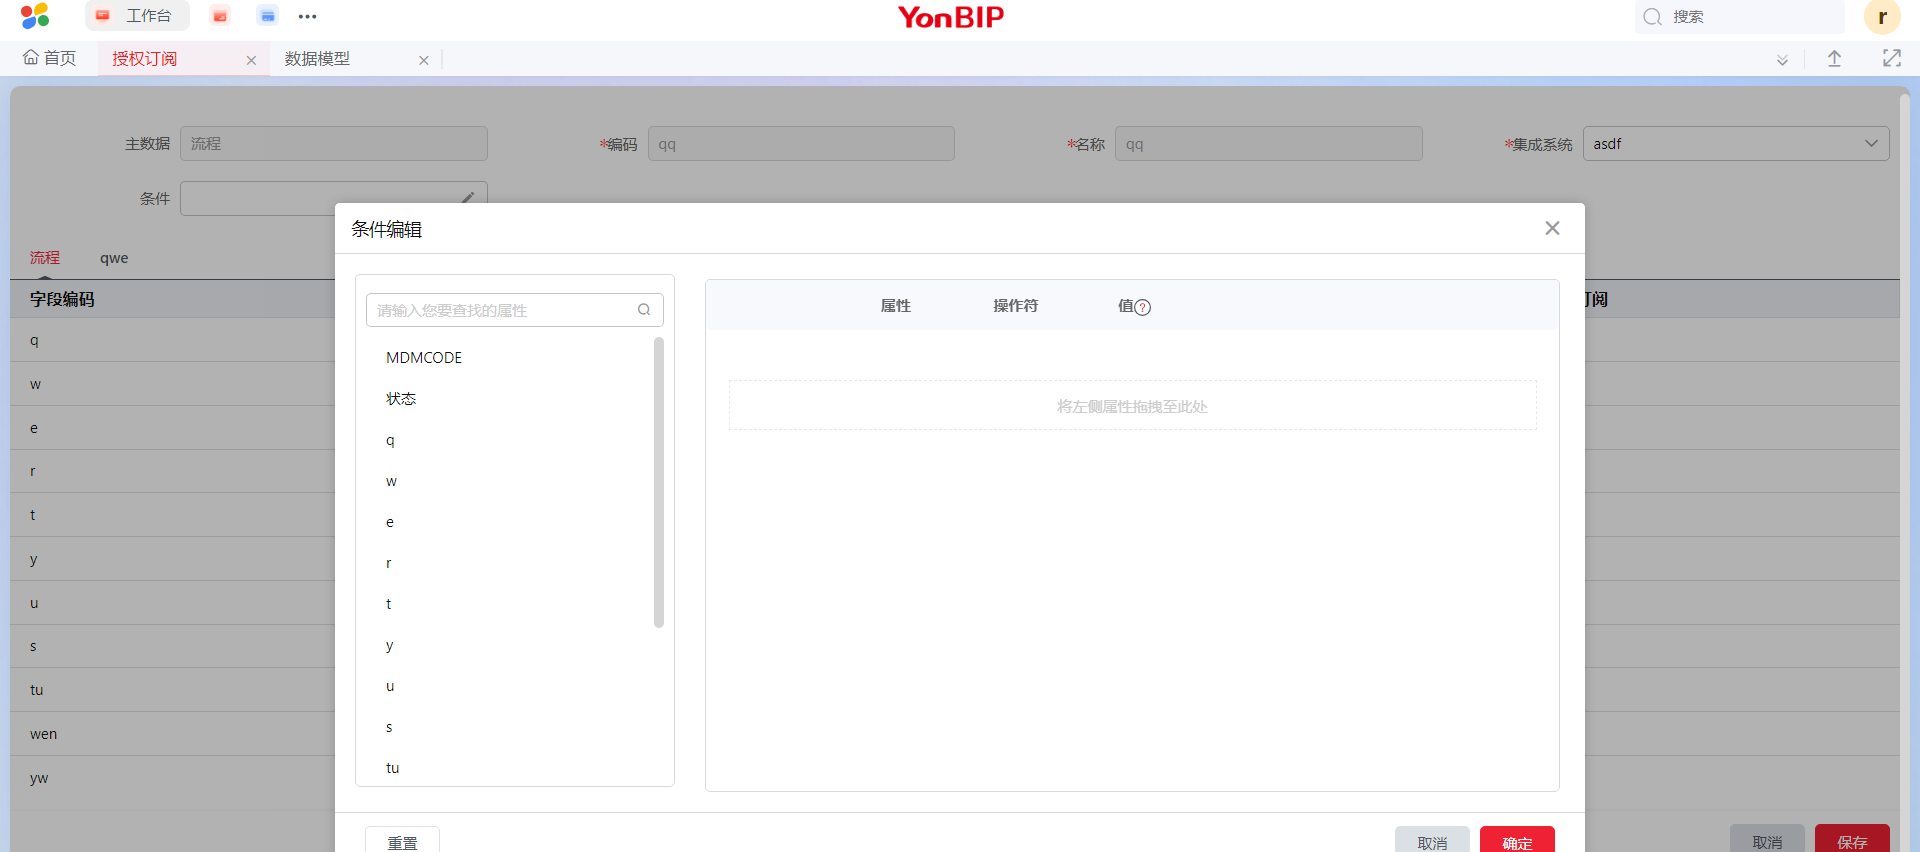 工作台
YonBIP
搜索
r
首页
授权订阅
数据模型
主数据 流程
*编码 qq
*名称 qq
*集成系统 asdf
条件
条件编辑
流程 qwe
字段编码
q
w
e
r
t
y
u
s
tu
wen
yw
请输入您要查找的属性
MDMCODE
状态
q
w
e
r
t
y
u
s
tu
属性 操作符 值?
将左侧属性拖拽至此处
订阅
重置 取消 确定
取消 保存